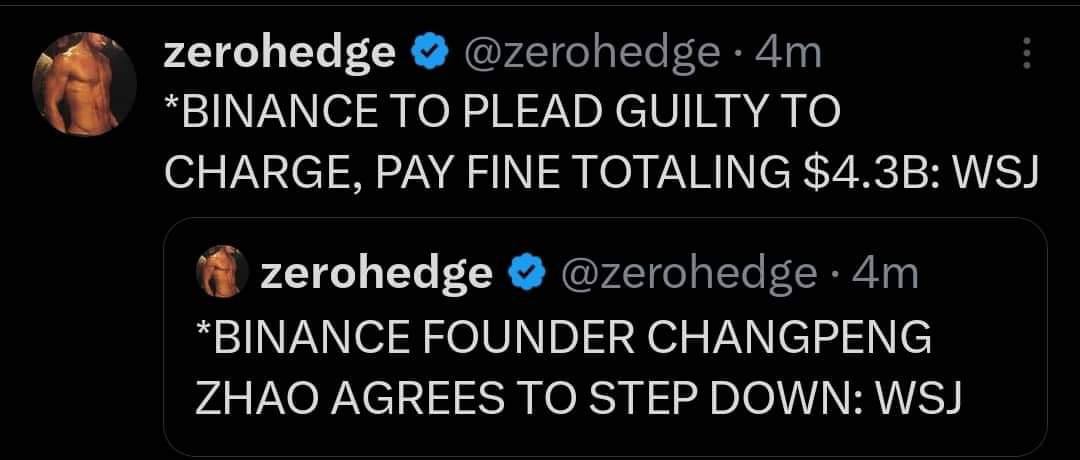 zerohedge @zerohedge · 4m
*BINANCE TO PLEAD GUILTY TO
CHARGE, PAY FINE TOTALING $4.3B: WSJ
zerohedge @zerohedge · 4m
*BINANCE FOUNDER CHANGPENG
ZHAO AGREES TO STEP DOWN: WSJ